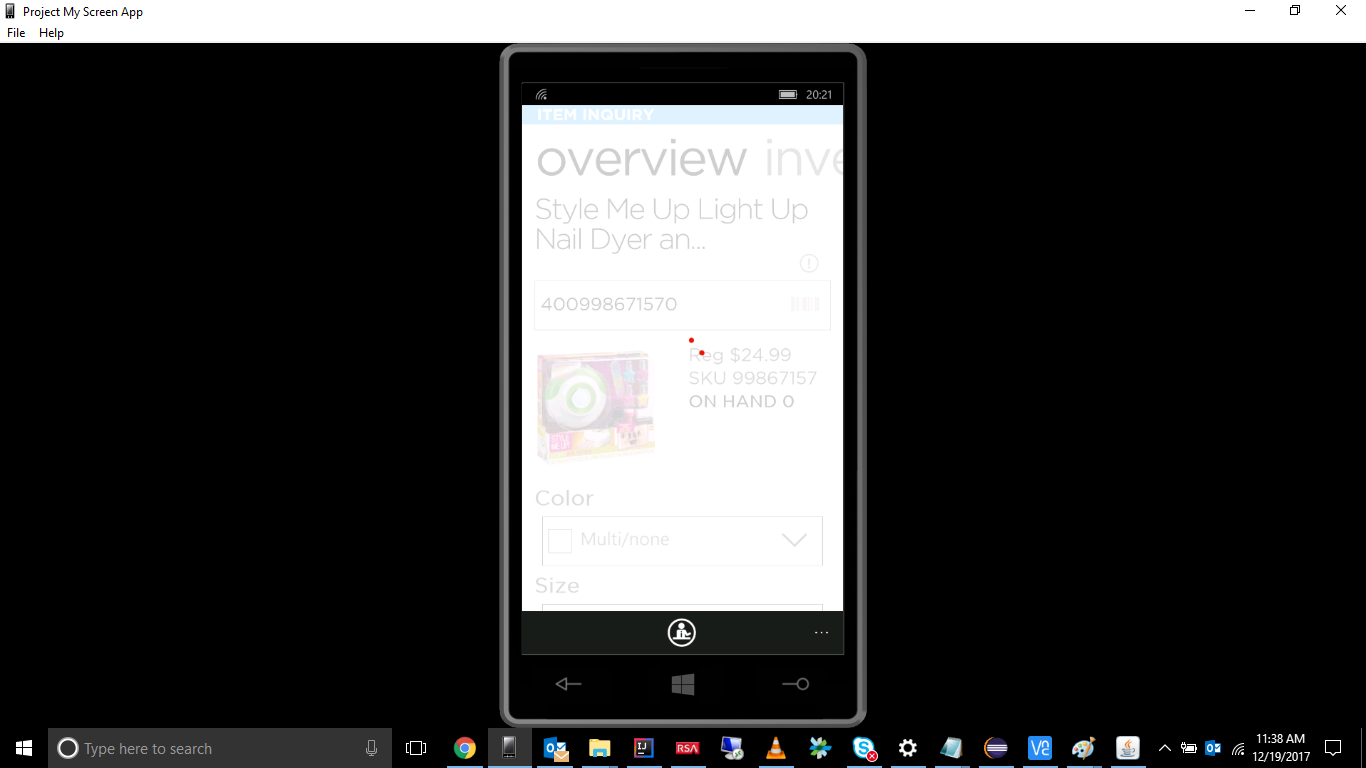 Project My Screen App
File Help
20:21
ITEM INQUIRY
overview inve
Style Me Up Light Up
Nail Dyer an...
400998671570
Reg $24.99
SKU 99867157
ON HAND 0
Color
Multi/none
Size
...
Type here to search
RSA
11:38 AM
12/19/2017